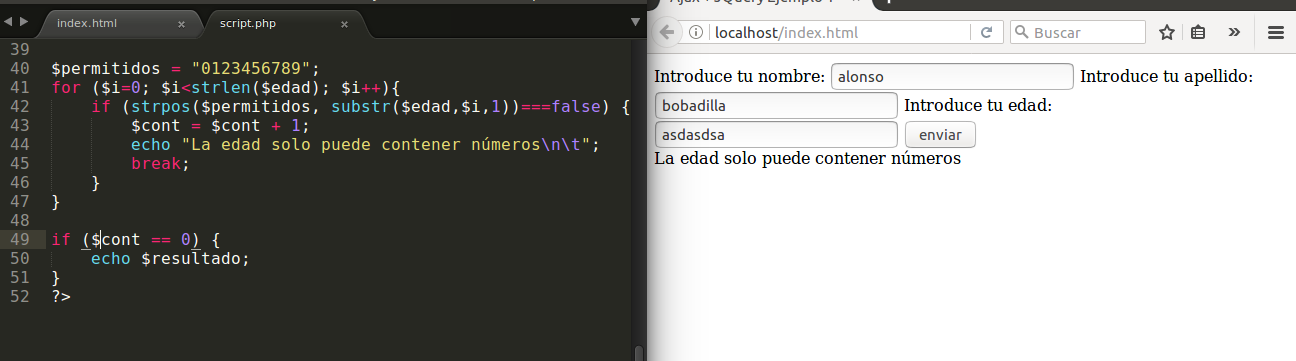 index.html × script.php ×
39
40 $permitidos = "0123456789";
41 for ($i=0; $i<strlen($edad); $i++){
42 if (strpos($permitidos, substr($edad,$i,1))===false) {
43 $cont = $cont + 1;
44 echo "La edad solo puede contener números\n\t";
45 break;
46 }
47 }
48
49 if ($cont == 0) {
50 echo $resultado;
51 }
52 ?>
localhost/index.html Buscar
Introduce tu nombre: alonso Introduce tu apellido:
bobadilla Introduce tu edad:
asdasdsa enviar
La edad solo puede contener números